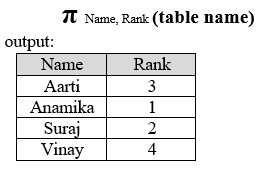 π Name, Rank (table name)
output:
Name Rank
Aarti 3
Anamika 1
Suraj 2
Vinay 4